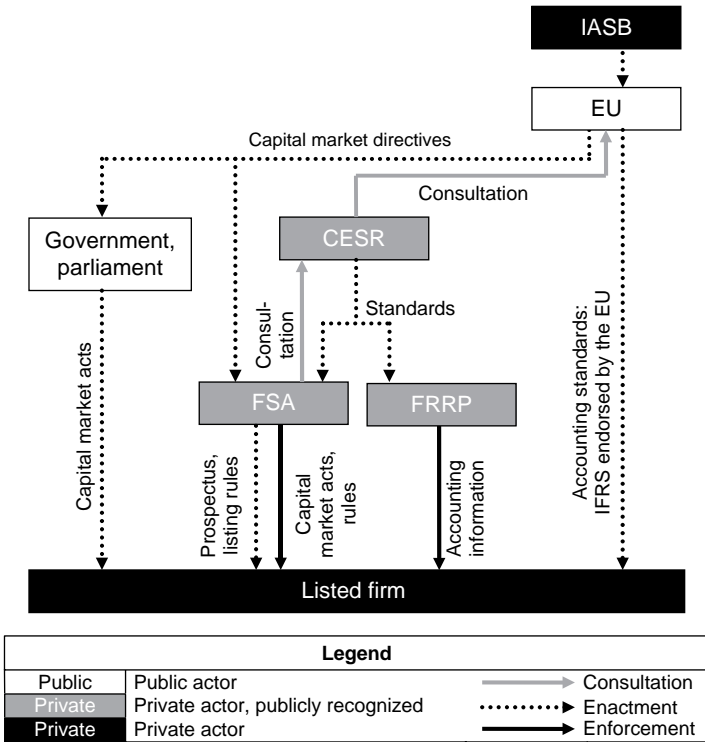 IASB
EU
Capital market directives
Consultation
Government,
parliament
CESR
Consul-
tation
Standards
Capital market acts
Accounting standards:
IFRS endorsed by the EU
FSA
FRRP
Prospectus,
listing rules
Capital
market acts,
rules
Accounting
information
Listed firm
Legend
Public Public actor Consultation
Private Private actor, publicly recognized Enactment
Private Private actor Enforcement